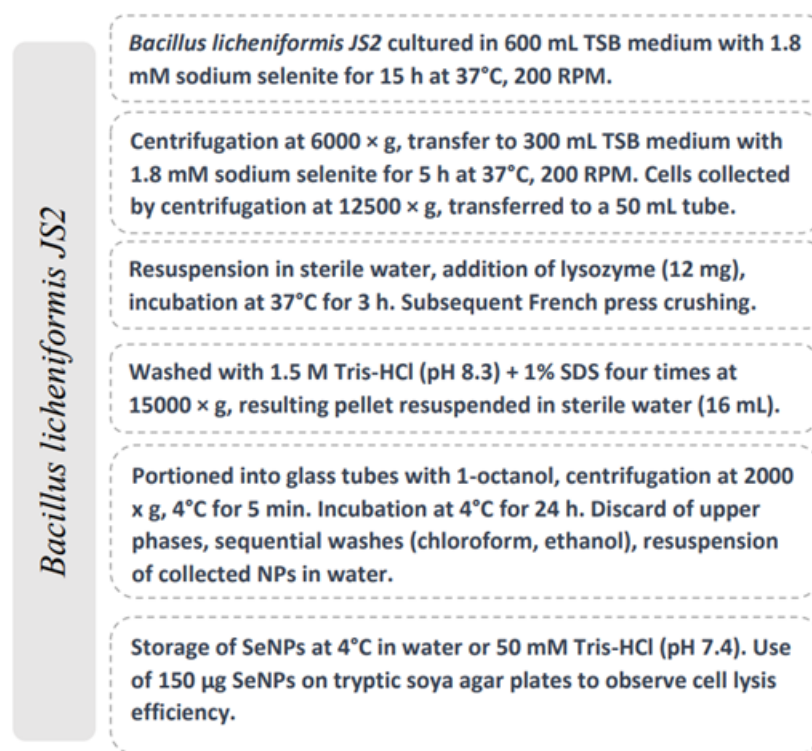 Bacillus licheniformis JS2
Bacillus licheniformis JS2 cultured in 600 mL TSB medium with 1.8
mM sodium selenite for 15 h at 37°C, 200 RPM.
Centrifugation at 6000 × g, transfer to 300 mL TSB medium with
1.8 mM sodium selenite for 5 h at 37°C, 200 RPM. Cells collected
by centrifugation at 12500 × g, transferred to a 50 mL tube.
Resuspension in sterile water, addition of lysozyme (12 mg),
incubation at 37°C for 3 h. Subsequent French press crushing.
Washed with 1.5 M Tris-HCl (pH 8.3) + 1% SDS four times at
15000 × g, resulting pellet resuspended in sterile water (16 mL).
Portioned into glass tubes with 1-octanol, centrifugation at 2000
x g, 4°C for 5 min. Incubation at 4°C for 24 h. Discard of upper
phases, sequential washes (chloroform, ethanol), resuspension
of collected NPs in water.
Storage of SeNPs at 4°C in water or 50 mM Tris-HCl (pH 7.4). Use
of 150 µg SeNPs on tryptic soya agar plates to observe cell lysis
efficiency.